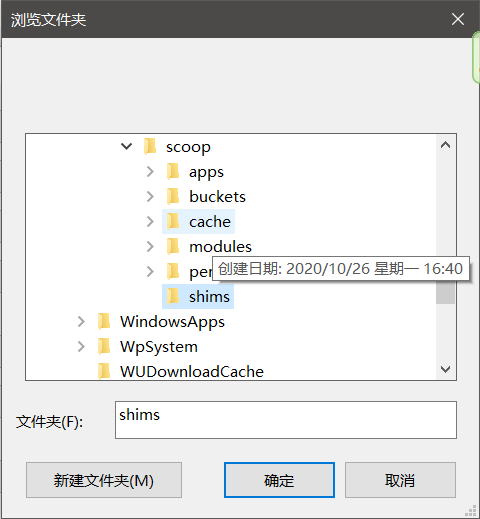 浏览文件夹
scoop
apps
buckets
cache
modules
per
创建日期: 2020/10/26 星期一 16:40
shims
WindowsApps
WpSystem
WUDownloadCache
文件夹(F):
shims
新建文件夹(M)
确定
取消